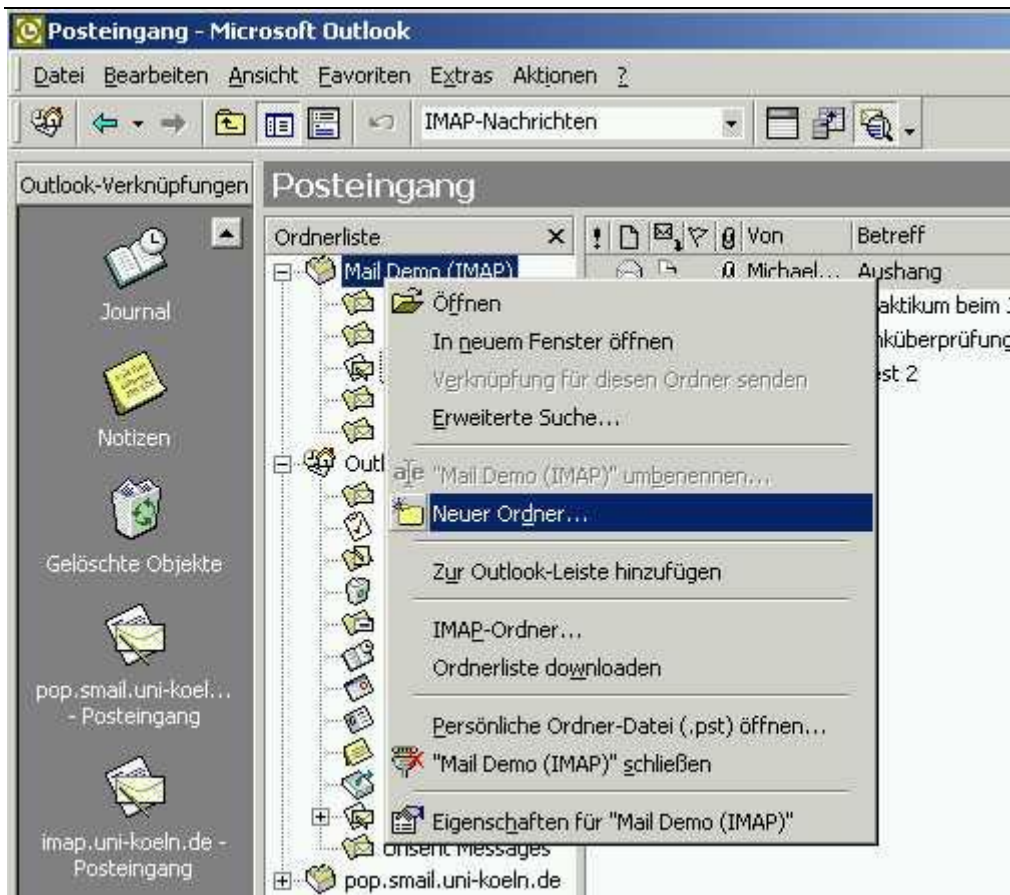 Posteingang - Microsoft Outlook
Datei Bearbeiten Ansicht Favoriten Extras Aktionen ?
IMAP-Nachrichten
Outlook-Verknüpfungen
Journal
Notizen
Gelöschte Objekte
pop.smail.uni-koel...
- Posteingang
imap.uni-koeln.de -
Posteingang
Posteingang
Ordnerliste
Mail Demo (IMAP)
Outl
Unsent Messages
pop.smail.uni-koeln.de
Öffnen
In neuem Fenster öffnen
Verknüpfung für diesen Ordner senden
Erweiterte Suche...
"Mail Demo (IMAP)" umbenennen...
Neuer Ordner...
Zur Outlook-Leiste hinzufügen
IMAP-Ordner...
Ordnerliste downloaden
Persönliche Ordner-Datei (.pst) öffnen...
"Mail Demo (IMAP)" schließen
Eigenschaften für "Mail Demo (IMAP)"
! Von Betreff
Michael... Aushang
aktikum beim
küberprüfung
st 2